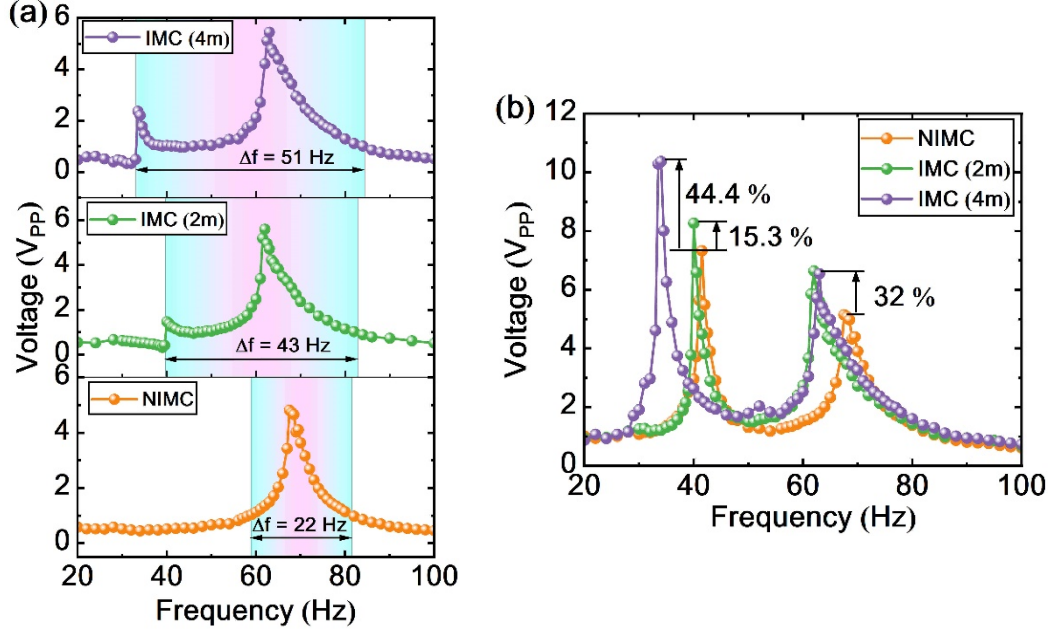 (a)
6
4
2
0
IMC (4m)
Δf = 51 Hz
6
4
2
0
IMC (2m)
Δf = 43 Hz
6
4
2
0
NIMC
Δf = 22 Hz
20 40 60 80 100
Frequency (Hz)
Voltage (VPP)
(b)
12
10
8
6
4
2
0
NIMC
IMC (2m)
IMC (4m)
44.4 %
15.3 %
32 %
20 40 60 80 100
Frequency (Hz)
Voltage (VPP)